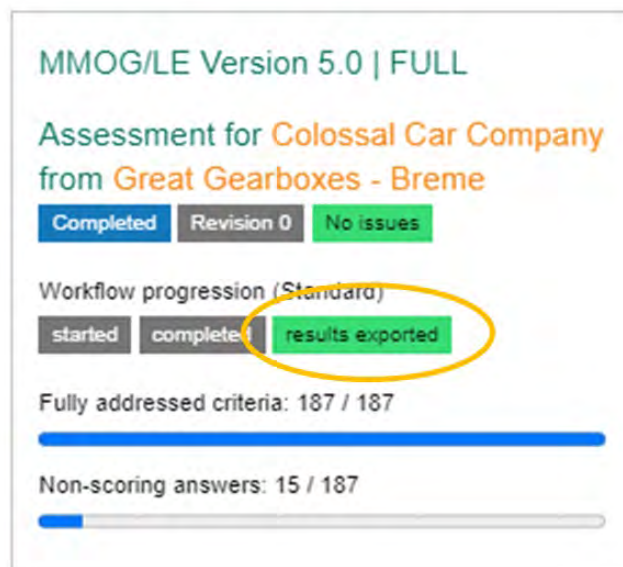 MMOG/LE Version 5.0 | FULL
Assessment for Colossal Car Company
from Great Gearboxes - Breme
Completed Revision 0 No issues
Workflow progression (Standard)
started completed results exported
Fully addressed criteria: 187 / 187
Non-scoring answers: 15 / 187